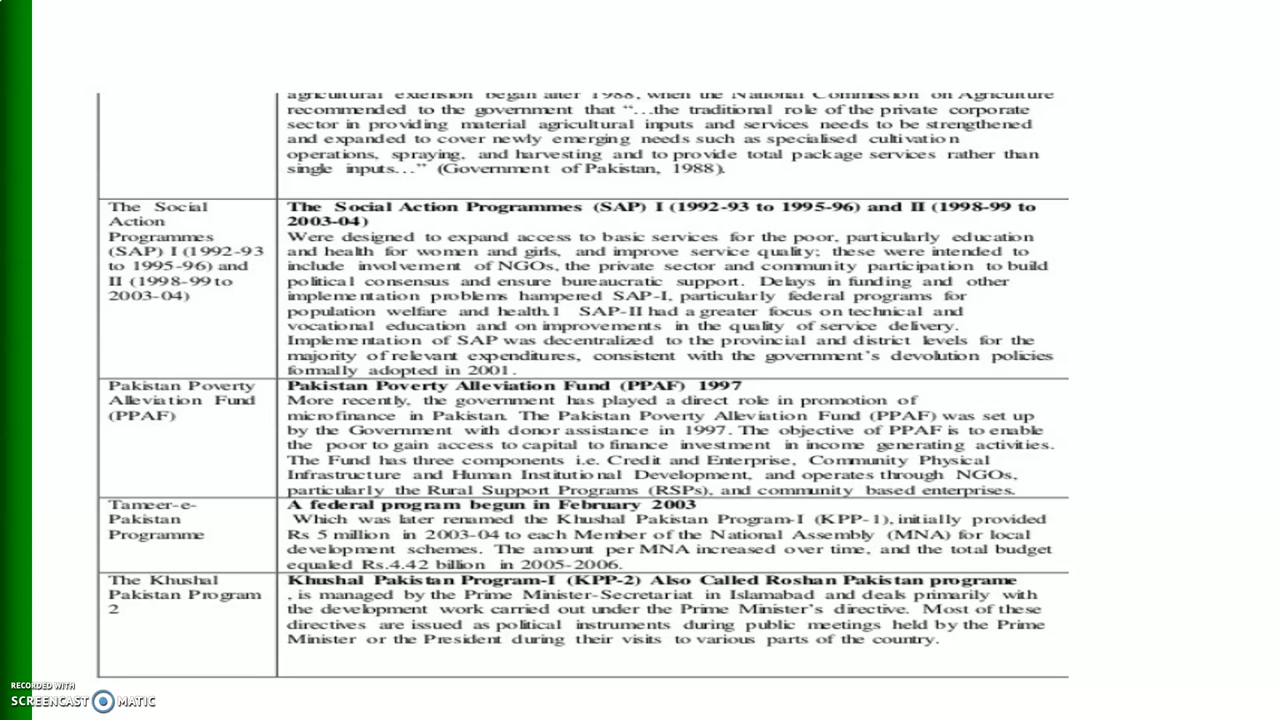 agricultural extension began after 1988, when the National Commission on Agriculture
recommended to the government that “…the traditional role of the private corporate
sector in providing material agricultural inputs and services needs to be strengthened
and expanded to cover newly emerging needs such as specialised cultivation
operations, spraying, and harvesting and to provide total package services rather than
single inputs…” (Government of Pakistan, 1988).
The Social
Action
Programmes
(SAP) I (1992-93
to 1995-96) and
II (1998-99 to
2003-04)
The Social Action Programmes (SAP) I (1992-93 to 1995-96) and II (1998-99 to
2003-04)
Were designed to expand access to basic services for the poor, particularly education
and health for women and girls, and improve service quality; these were intended to
include involvement of NGOs, the private sector and community participation to build
political consensus and ensure bureaucratic support. Delays in funding and other
implementation problems hampered SAP-I, particularly federal programs for
population welfare and health.1 SAP-II had a greater focus on technical and
vocational education and on improvements in the quality of service delivery.
Implementation of SAP was decentralized to the provincial and district levels for the
majority of relevant expenditures, consistent with the government’s devolution policies
formally adopted in 2001.
Pakistan Poverty
Alleviation Fund
(PPAF)
Pakistan Poverty Alleviation Fund (PPAF) 1997
More recently, the government has played a direct role in promotion of
microfinance in Pakistan. The Pakistan Poverty Alleviation Fund (PPAF) was set up
by the Government with donor assistance in 1997. The objective of PPAF is to enable
the poor to gain access to capital to finance investment in income generating activities.
The Fund has three components i.e. Credit and Enterprise, Community Physical
Infrastructure and Human Institutional Development, and operates through NGOs,
particularly the Rural Support Programs (RSPs), and community based enterprises.
Tameer-e-
Pakistan
Programme
A federal program begun in February 2003
Which was later renamed the Khushal Pakistan Program-I (KPP-1), initially provided
Rs 5 million in 2003-04 to each Member of the National Assembly (MNA) for local
development schemes. The amount per MNA increased over time, and the total budget
equaled Rs.4.42 billion in 2005-2006.
The Khushal
Pakistan Program
2
Khushal Pakistan Program-I (KPP-2) Also Called Roshan Pakistan programe
, is managed by the Prime Minister-Secretariat in Islamabad and deals primarily with
the development work carried out under the Prime Minister’s directive. Most of these
directives are issued as political instruments during public meetings held by the Prime
Minister or the President during their visits to various parts of the country.
RECORDED WITH
SCREENCAST MATIC